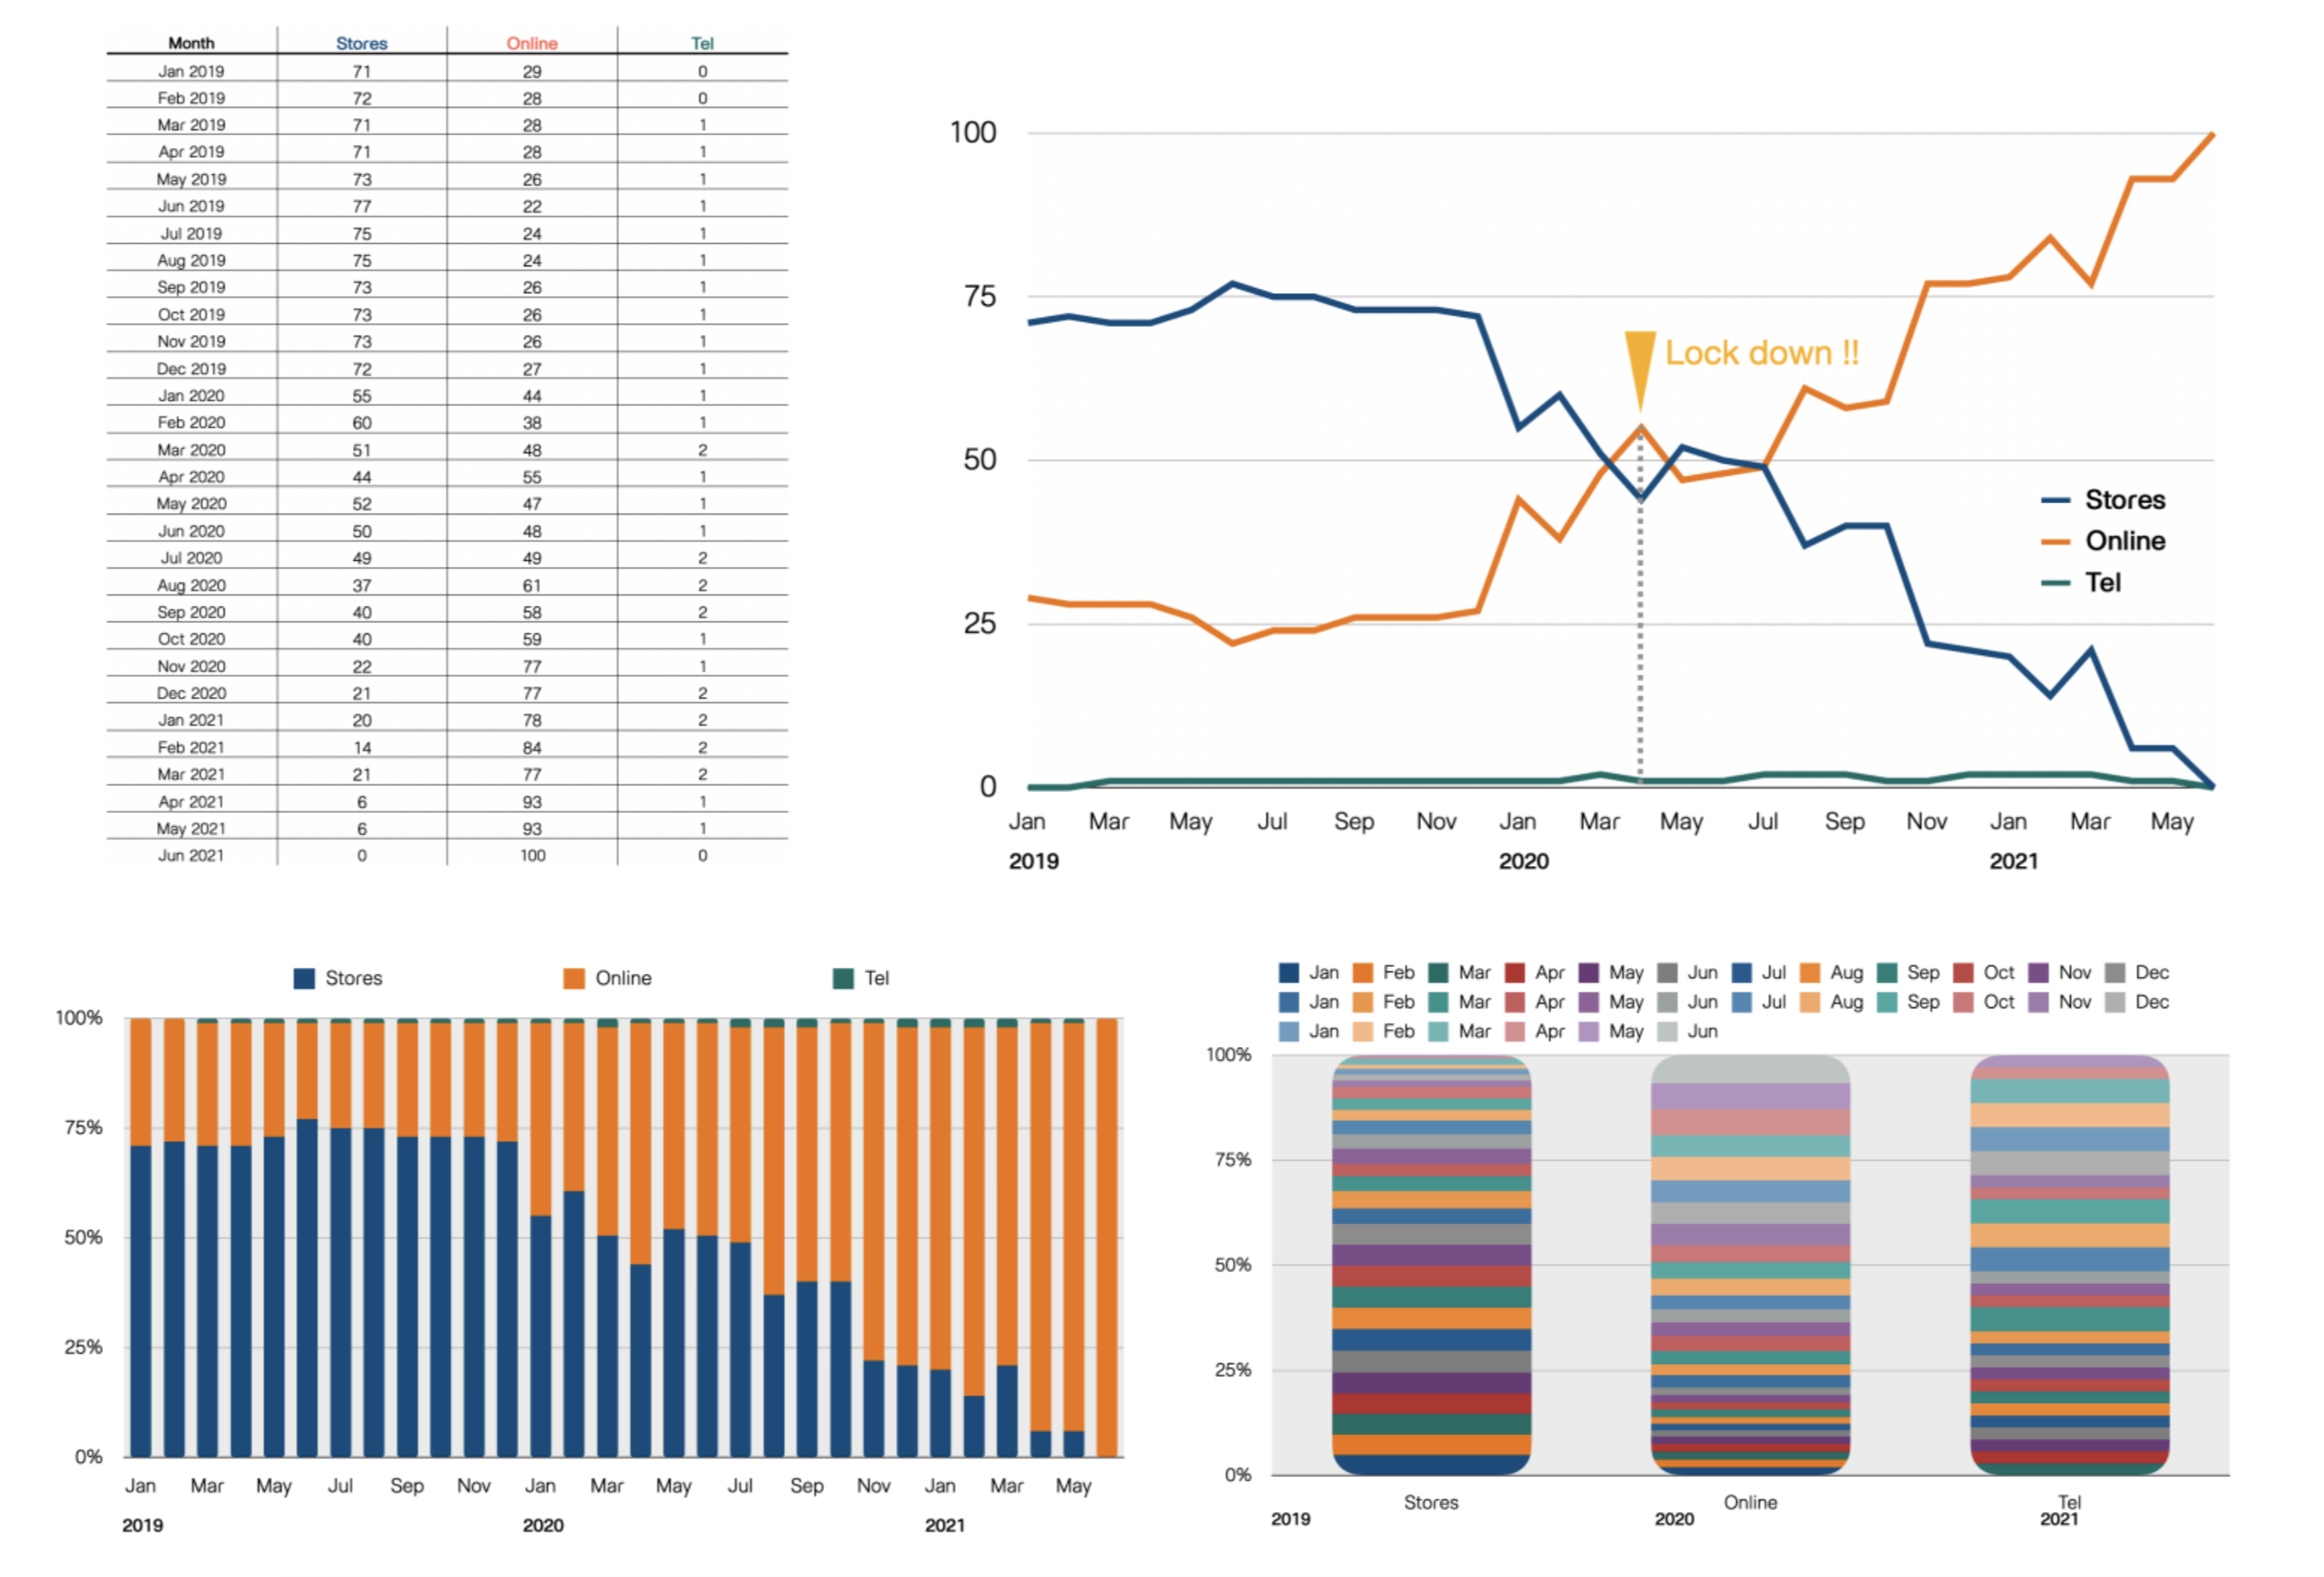 Month Stores Online Tel
Jan 2019 71 29 0
Feb 2019 72 28 0
Mar 2019 71 28 1
Apr 2019 71 28 1
May 2019 73 26 1
Jun 2019 77 22 1
Jul 2019 75 24 1
Aug 2019 75 24 1
Sep 2019 73 26 1
Oct 2019 73 26 1
Nov 2019 73 26 1
Dec 2019 72 27 1
Jan 2020 55 44 1
Feb 2020 60 38 1
Mar 2020 51 48 2
Apr 2020 44 55 1
May 2020 52 47 1
Jun 2020 50 48 1
Jul 2020 49 49 2
Aug 2020 37 61 2
Sep 2020 40 58 2
Oct 2020 40 59 1
Nov 2020 22 77 1
Dec 2020 21 77 2
Jan 2021 20 78 2
Feb 2021 14 84 2
Mar 2021 21 77 2
Apr 2021 6 93 1
May 2021 6 93 1
Jun 2021 0 100 0
100
75
Lock down !!
50
Stores
Online
Tel
25
0
Jan Mar May Jul Sep Nov Jan Mar May Jul Sep Nov Jan Mar May
2019 2020 2021
Stores Online Tel
100%
75%
50%
25%
0%
Jan Mar May Jul Sep Nov Jan Mar May Jul Sep Nov Jan Mar May
2019 2020 2021
Jan Feb Mar Apr May Jun Jul Aug Sep Oct Nov Dec
Jan Feb Mar Apr May Jun Jul Aug Sep Oct Nov Dec
Jan Feb Mar Apr May Jun
100%
75%
50%
25%
0%
Stores Online Tel
2019 2020 2021